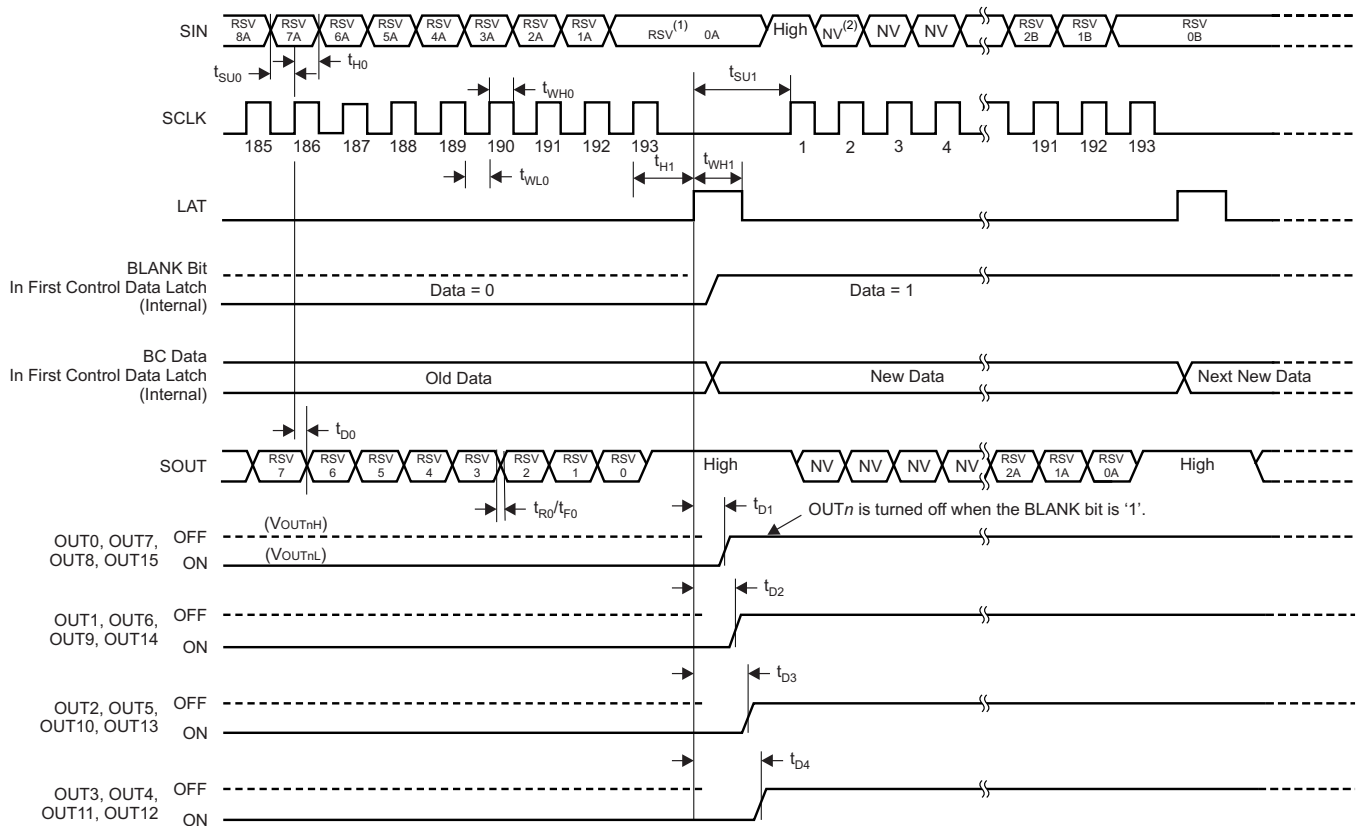 SIN
RSV 8A
RSV 7A
RSV 6A
RSV 5A
RSV 4A
RSV 3A
RSV 2A
RSV 1A
RSV(1) 0A
High
NV(2)
NV
NV
RSV 2B
RSV 1B
RSV 0B
tSU0
tH0
tWH0
tSU1
SCLK
185
186
187
188
189
190
191
192
193
1
2
3
4
191
192
193
tWL0
tH1
tWH1
LAT
BLANK Bit
In First Control Data Latch
(Internal)
Data = 0
Data = 1
BC Data
In First Control Data Latch
(Internal)
Old Data
New Data
Next New Data
tD0
SOUT
RSV 7
RSV 6
RSV 5
RSV 4
RSV 3
RSV 2
RSV 1
RSV 0
High
NV
NV
NV
NV
RSV 2A
RSV 1A
RSV 0A
High
tR0/tF0
tD1
OUTn is turned off when the BLANK bit is ‘1’.
OUT0, OUT7,
OUT8, OUT15
OFF
ON
(VOUTnH)
(VOUTnL)
tD2
OUT1, OUT6,
OUT9, OUT14
OFF
ON
tD3
OUT2, OUT5,
OUT10, OUT13
OFF
ON
tD4
OUT3, OUT4,
OUT11, OUT12
OFF
ON